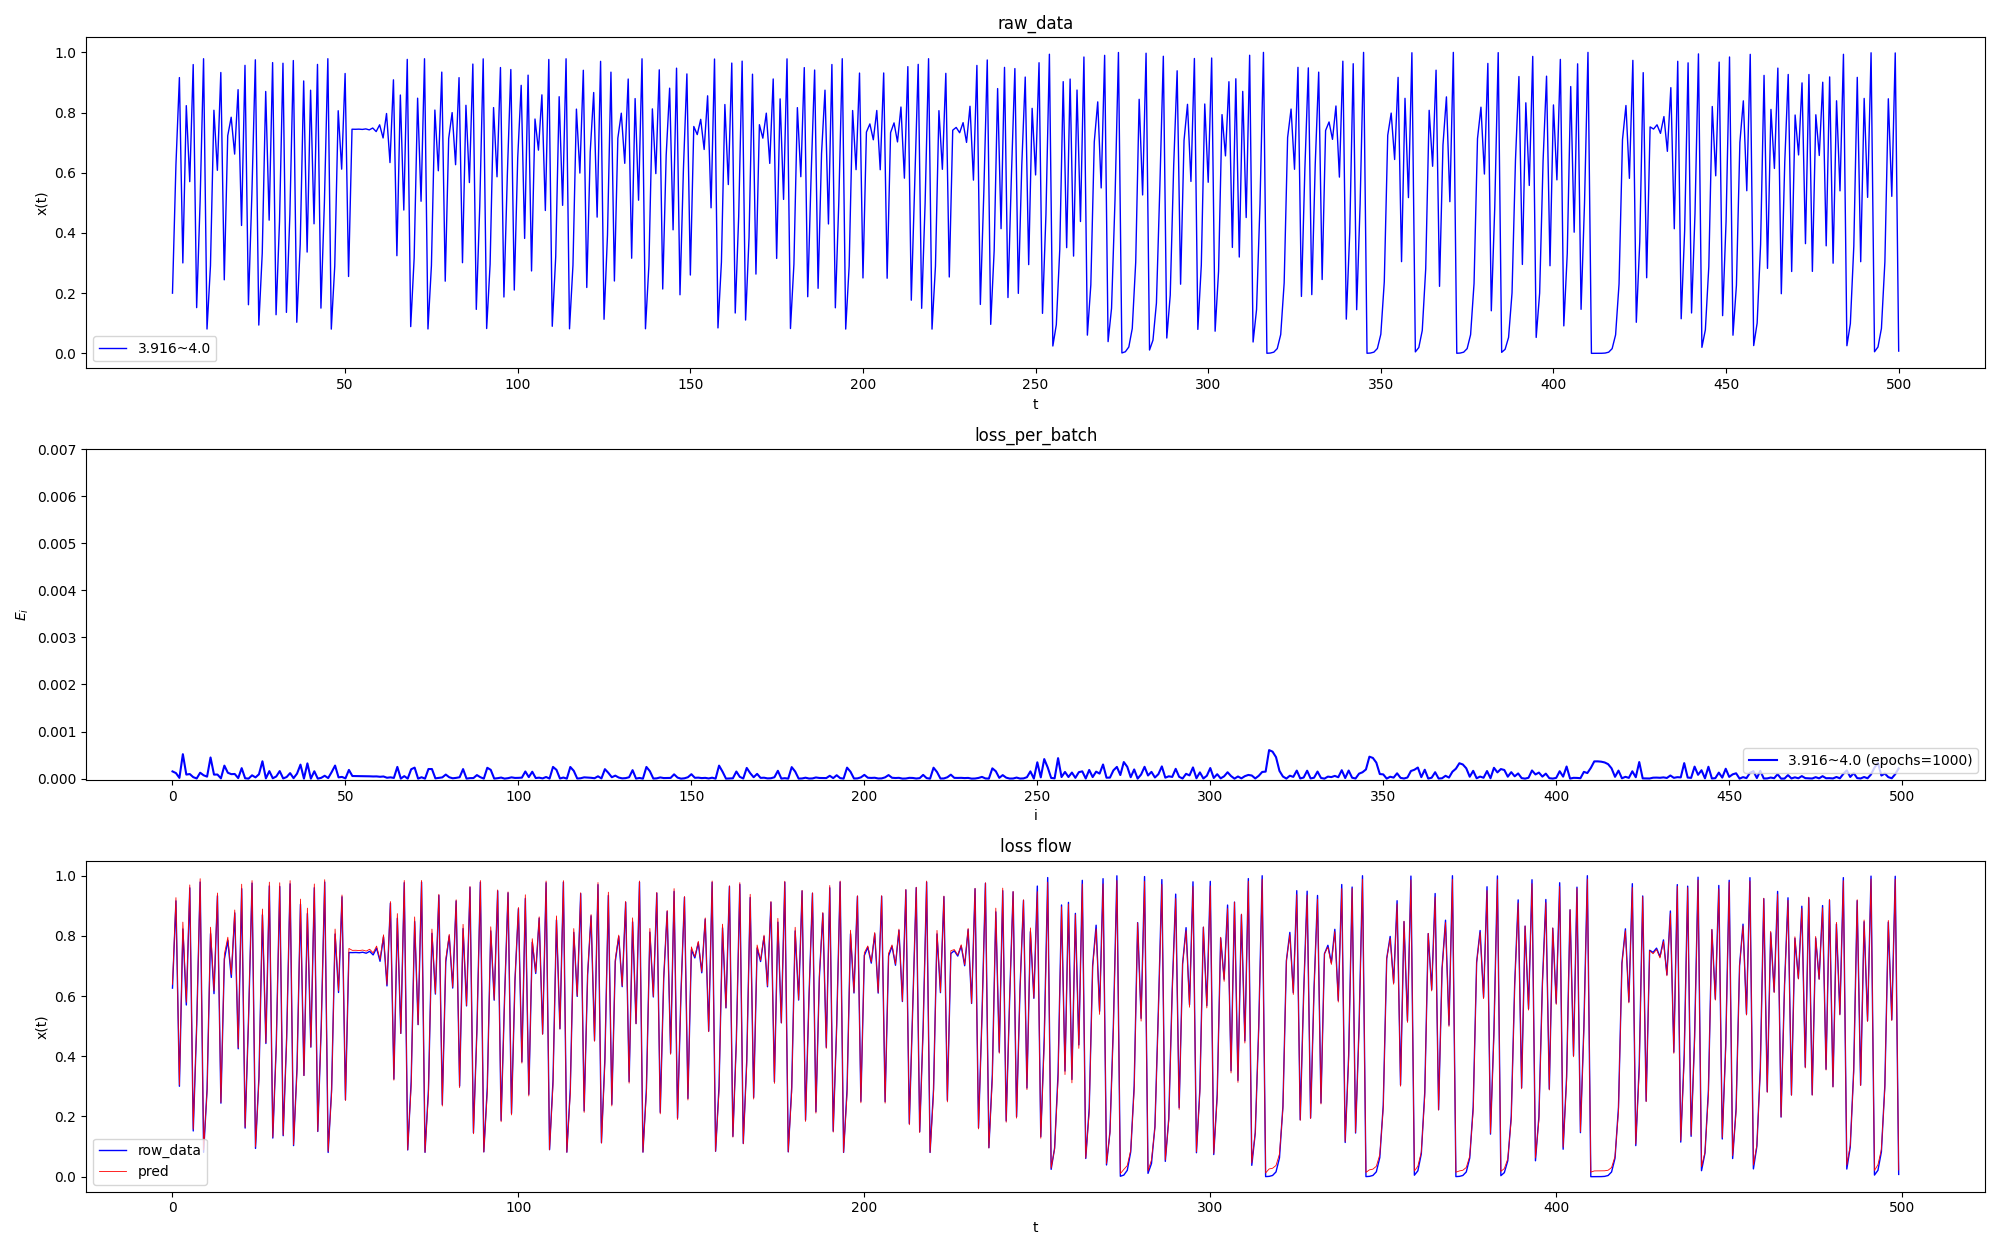 raw_data
1.0
0.8
0.6
0.4
0.2
0.0
x(t)
3.916~4.0
50 100 150 200 250 300 350 400 450 500
t
loss_per_batch
0.007
0.006
0.005
0.004
0.003
0.002
0.001
0.000
E_i
3.916~4.0 (epochs=1000)
0 50 100 150 200 250 300 350 400 450 500
i
loss flow
1.0
0.8
0.6
0.4
0.2
0.0
x(t)
row_data
pred
0 100 200 300 400 500
t